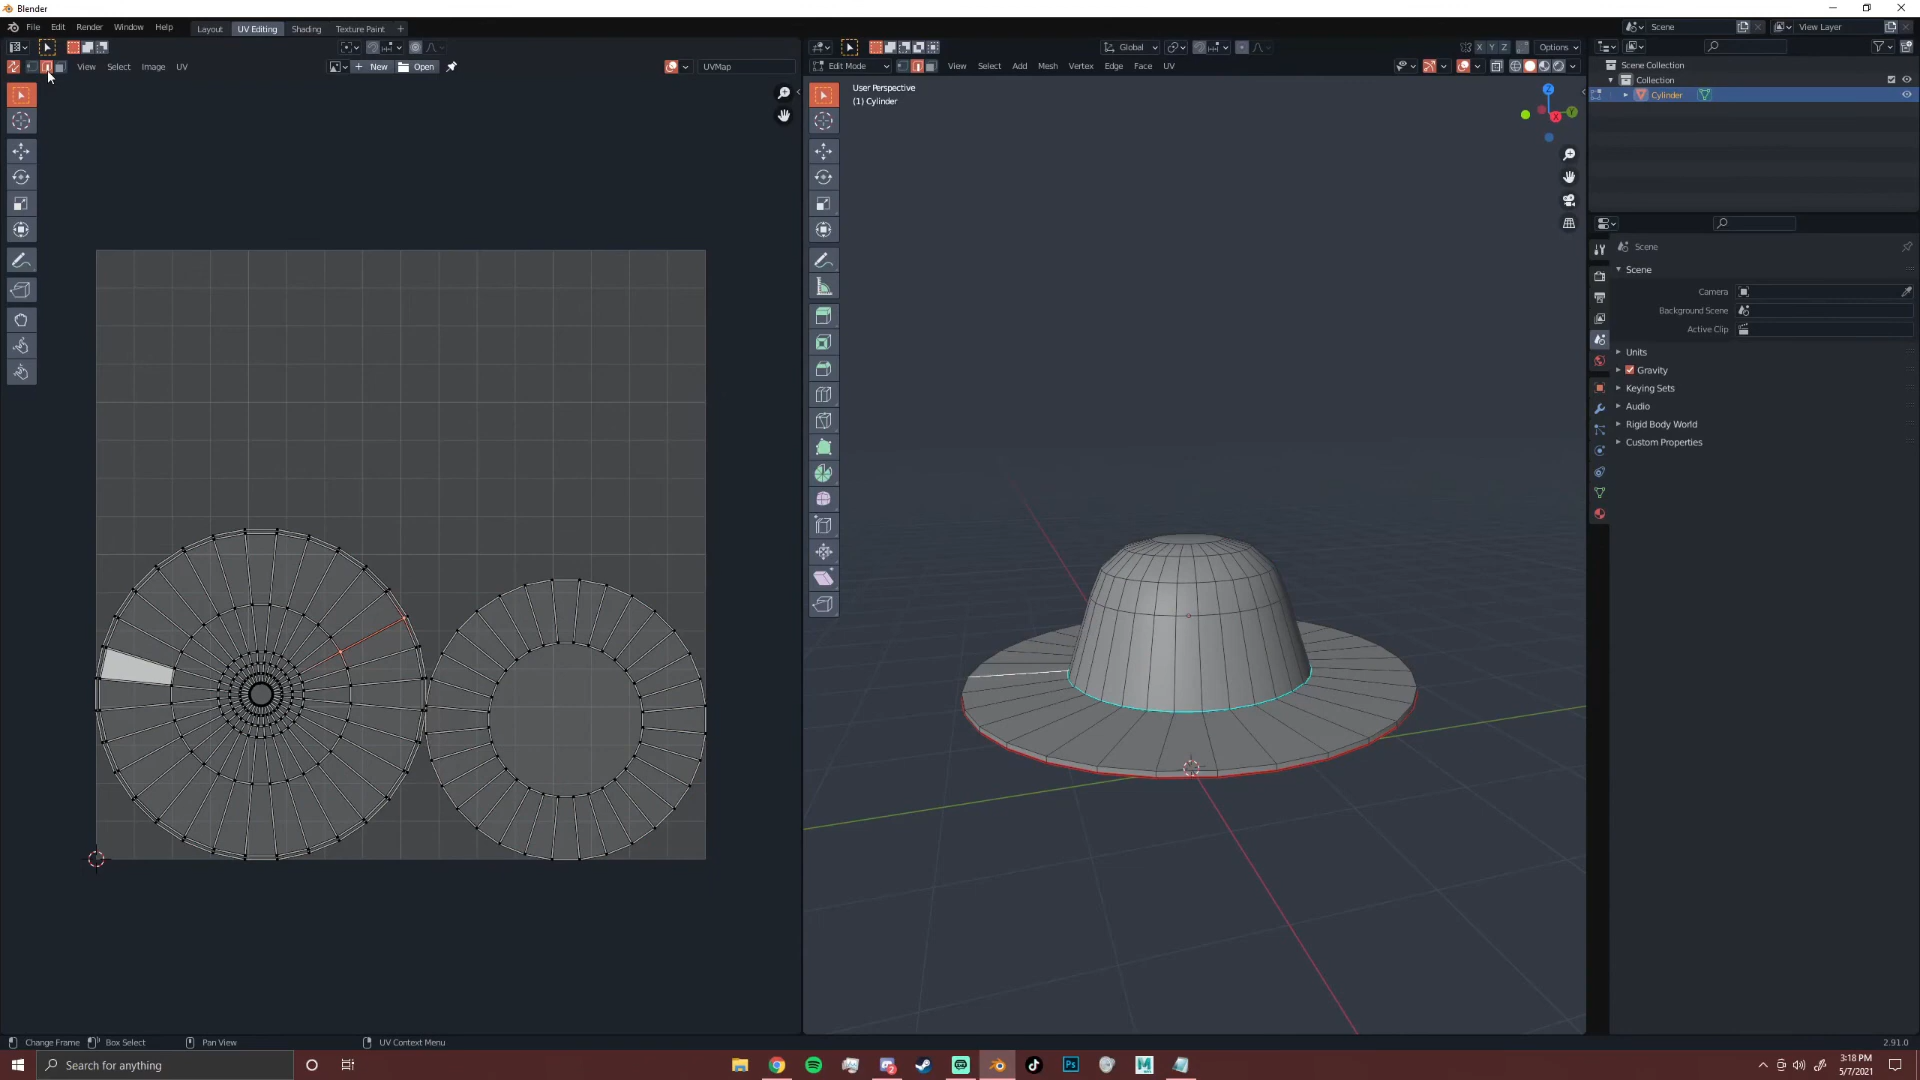 Blender
File Edit Render Window Help
Layout UV Editing Shading Texture Paint +
Scene View Layer
Global
Options
View Select Image UV
New Open
UVMap
Edit Mode View Select Add Mesh Vertex Edge Face UV
X Y Z
User Perspective
(1) Cylinder
Z
Y
X
Scene Collection
Collection
Cylinder
Scene
Scene
Camera
Background Scene
Active Clip
Units
Gravity
Keying Sets
Audio
Rigid Body World
Custom Properties
Change Frame Box Select Pan View UV Context Menu
2.91.0
Search for anything
3:18 PM
5/7/2021